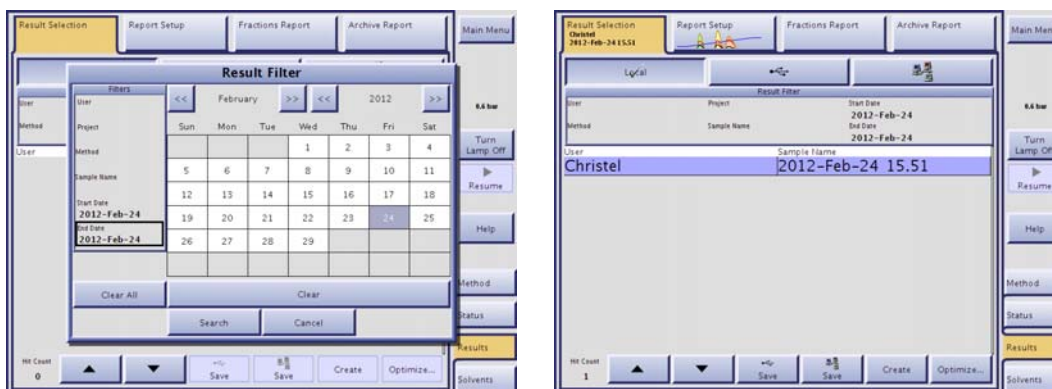 Result Selection
Report Setup
Fractions Report
Archive Report
Main Menu
Result Filter
Filters
User
Project
Method
Sample Name
Start Date
2012-Feb-24
End Date
2012-Feb-24
<< February >> << 2012 >>
Sun Mon Tue Wed Thu Fri Sat
1 2 3 4
5 6 7 8 9 10 11
12 13 14 15 16 17 18
19 20 21 22 23 24 25
26 27 28 29
Clear All
Clear
Search
Cancel
User
Method
User
0.6 bar
Turn
Lamp Off
Resume
Help
Method
Status
Results
Solvents
Hit Count
0
Save
Save
Create
Optimize...
Result Selection
Christel
2012-Feb-24 15.51
Report Setup
Fractions Report
Archive Report
Main Men
Local
Result Filter
User
Project
Start Date
2012-Feb-24
Method
Sample Name
End Date
2012-Feb-24
User
Sample Name
Christel
2012-Feb-24 15.51
0.6 bar
Turn
Lamp Off
Resume
Help
Method
Status
Results
Solvents
Hit Count
1
Save
Save
Create
Optimize...